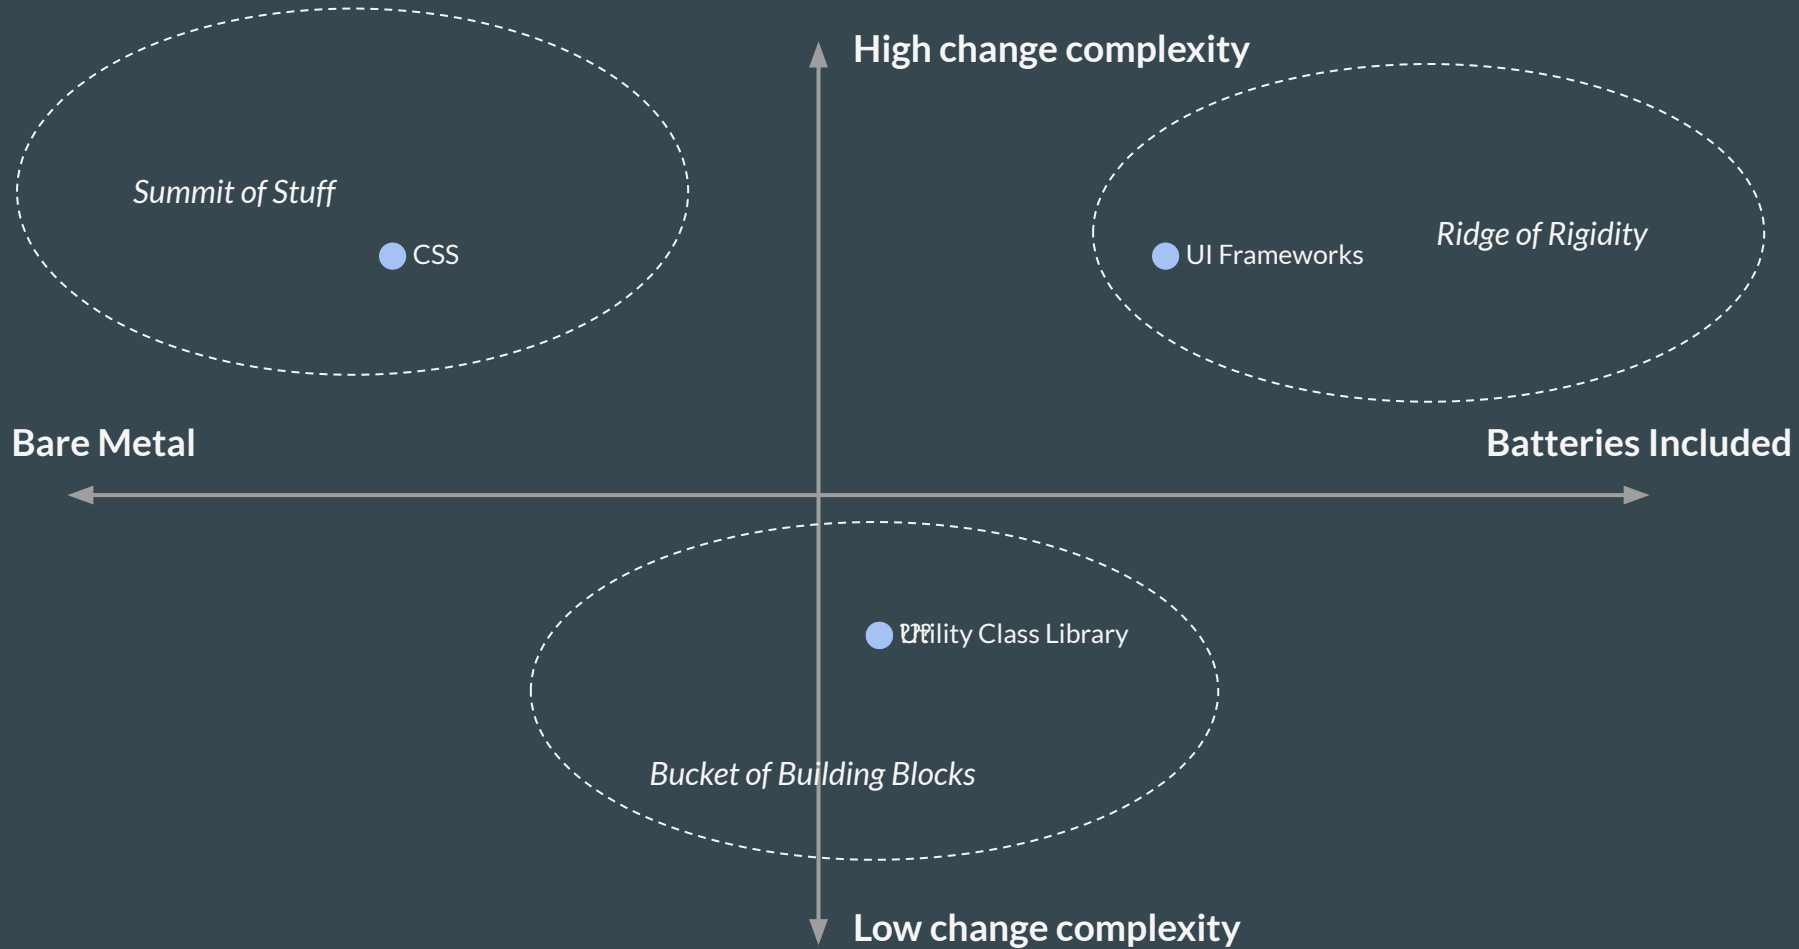 High change complexity
Summit of Stuff
CSS
UI Frameworks
Ridge of Rigidity
Bare Metal
Batteries Included
???
Utility Class Library
Bucket of Building Blocks
Low change complexity